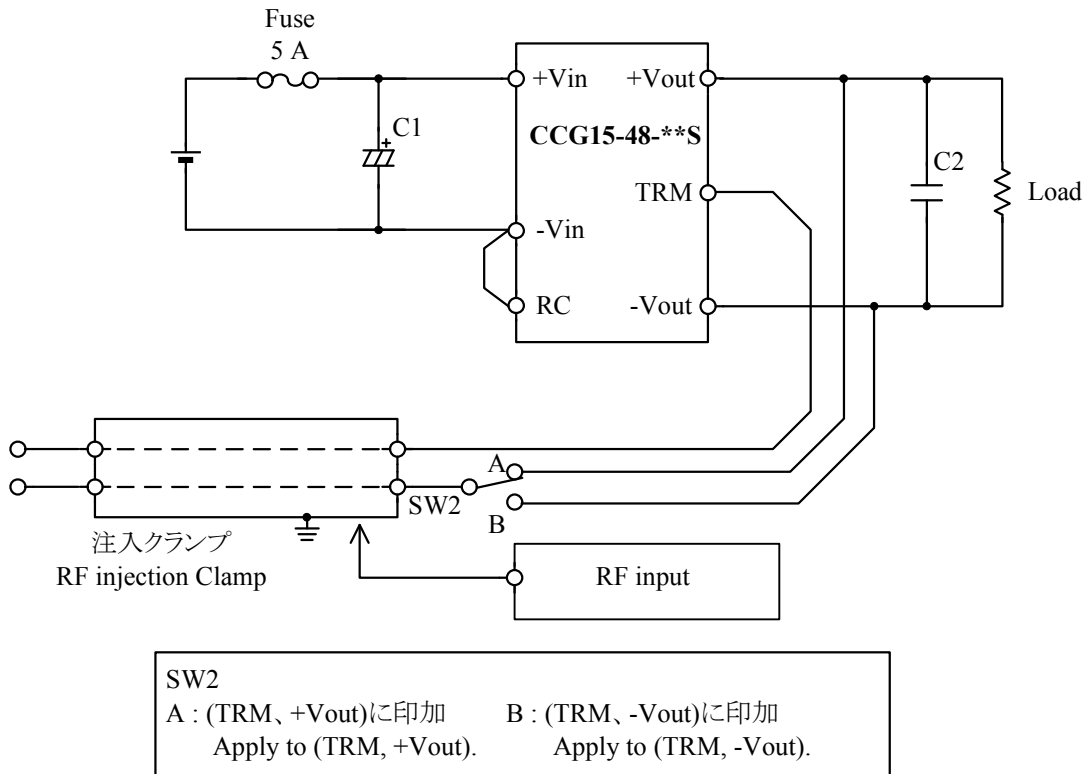 Fuse
5 A
C1
+
+Vin
+Vout
CCG15-48-**S
TRM
-Vin
RC
-Vout
C2
Load
A
SW2
B
注入クランプ
RF injection Clamp
RF input
SW2
A : (TRM、+Vout)に印加 B : (TRM、-Vout)に印加
Apply to (TRM, +Vout). Apply to (TRM, -Vout).